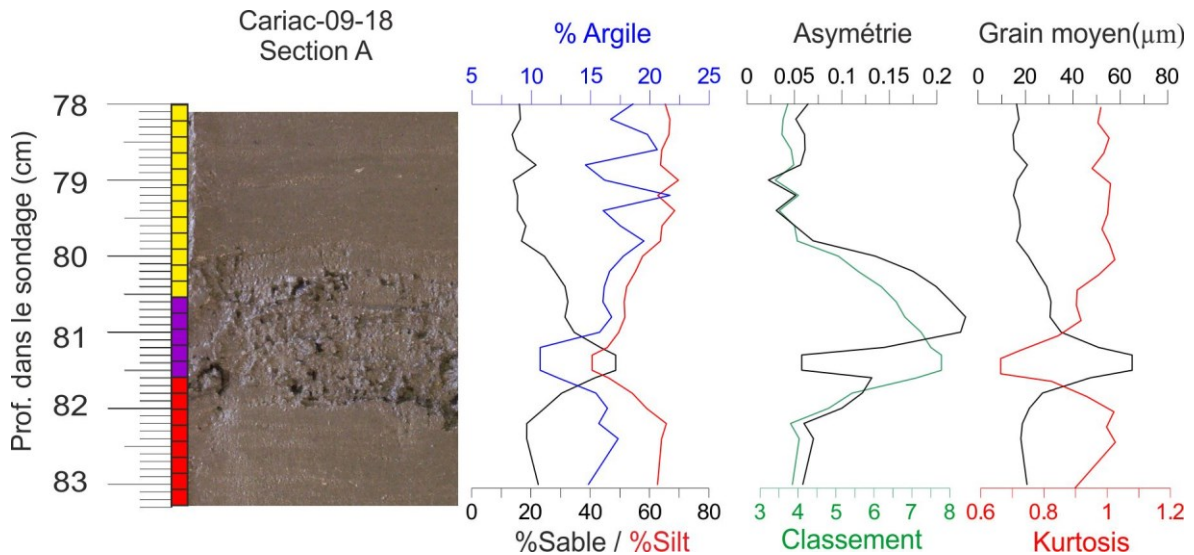 Cariac-09-18
Section A
% Argile
5 10 15 20 25
Asymétrie
0 0.05 0.1 0.15 0.2
Grain moyen(µm)
0 20 40 60 80
Prof. dans le sondage (cm)
78
79
80
81
82
83
0 20 40 60 80
%Sable / %Silt
3 4 5 6 7 8
Classement
0.6 0.8 1 1.2
Kurtosis